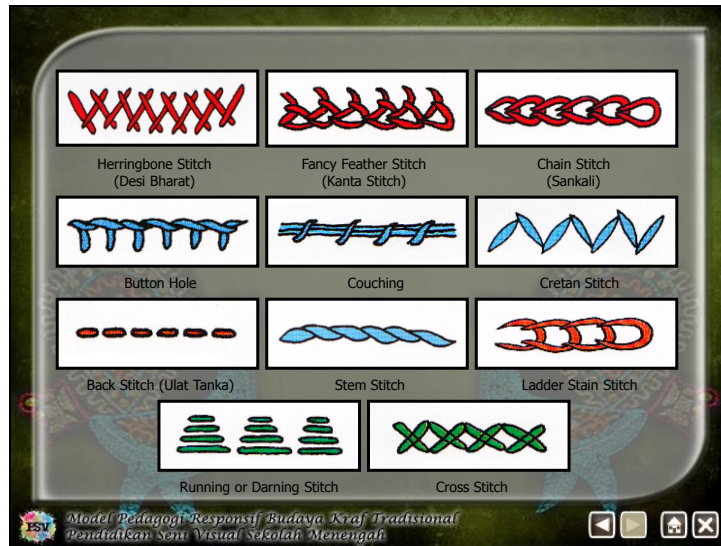 Herringbone Stitch
(Desi Bharat)
Fancy Feather Stitch
(Kanta Stitch)
Chain Stitch
(Sankali)
Button Hole
Couching
Cretan Stitch
Back Stitch (Ulat Tanka)
Stem Stitch
Ladder Stain Stitch
Running or Darning Stitch
Cross Stitch
PSV
Model Pedagogi Responsif Budaya Kraf Tradisional
Pendidikan Seni Visual Sekolah Menengah